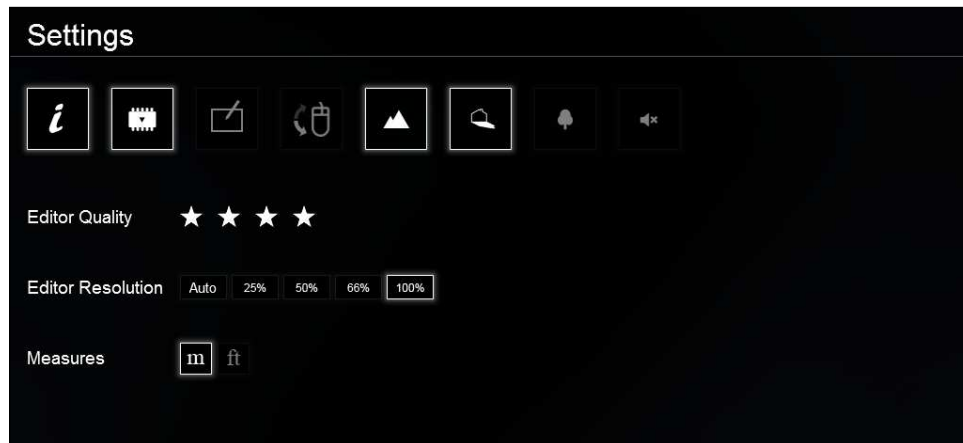 Settings
i
Editor Quality
Editor Resolution Auto 25% 50% 66% 100%
Measures m ft